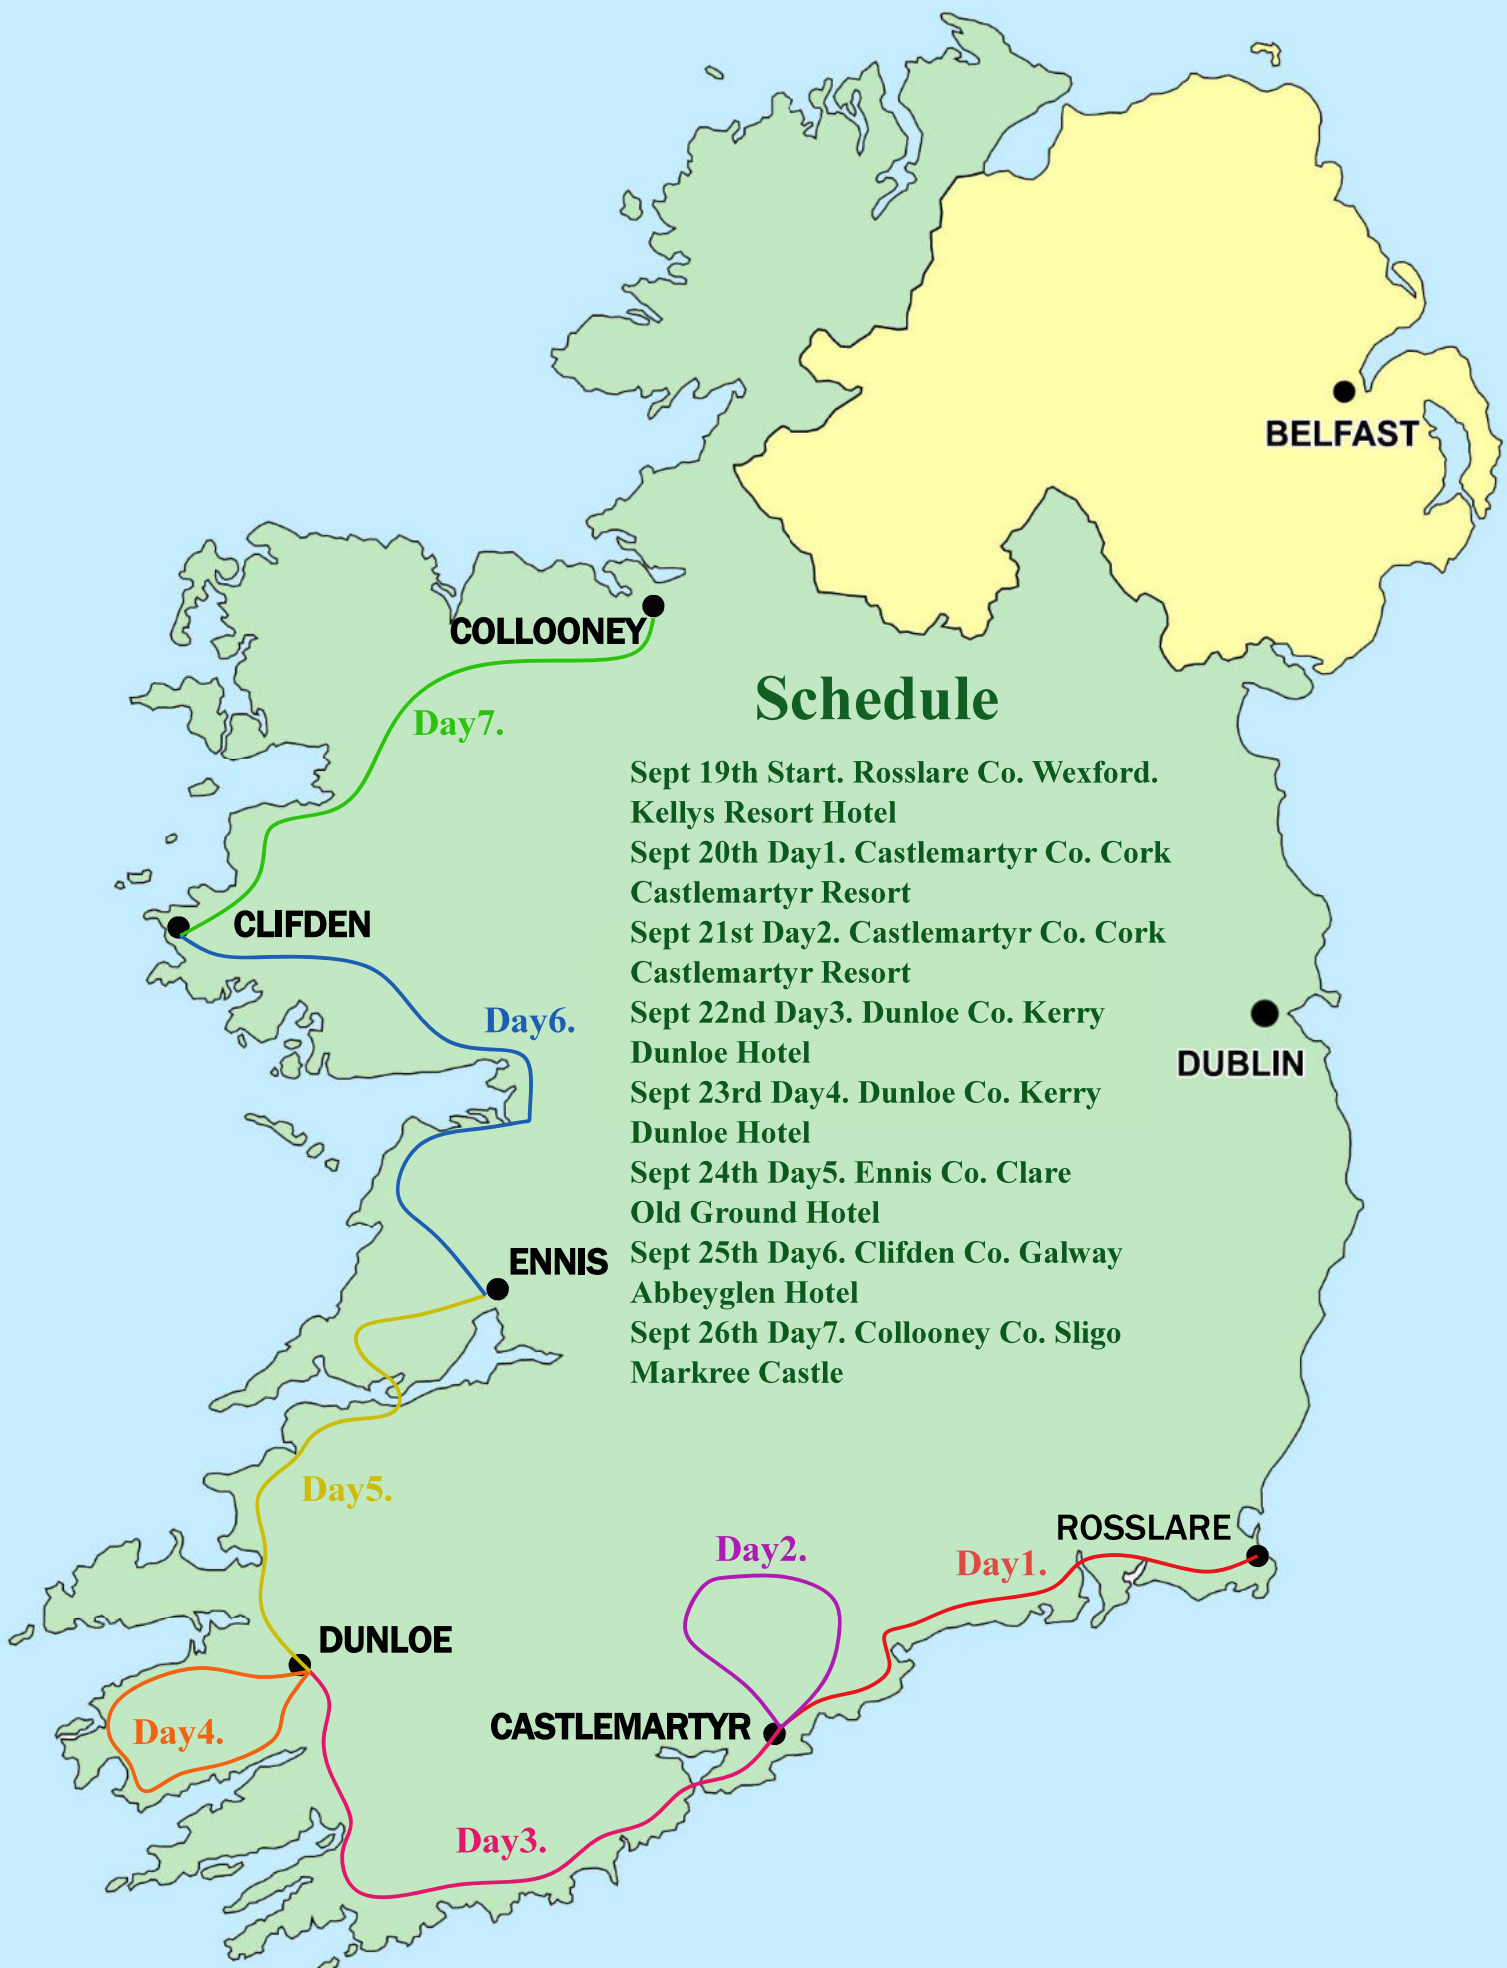 BELFAST
COLLOONEY
Schedule
Day7.
Sept 19th Start. Rosslare Co. Wexford.
Kellys Resort Hotel
Sept 20th Day1. Castlemartyr Co. Cork
Castlemartyr Resort
CLIFDEN
Sept 21st Day2. Castlemartyr Co. Cork
Castlemartyr Resort
Day6.
Sept 22nd Day3. Dunloe Co. Kerry
Dunloe Hotel
DUBLIN
Sept 23rd Day4. Dunloe Co. Kerry
Dunloe Hotel
Sept 24th Day5. Ennis Co. Clare
Old Ground Hotel
ENNIS
Sept 25th Day6. Clifden Co. Galway
Abbeyglen Hotel
Sept 26th Day7. Collooney Co. Sligo
Markree Castle
Day5.
ROSSLARE
Day2.
Day1.
DUNLOE
CASTLEMARTYR
Day4.
Day3.